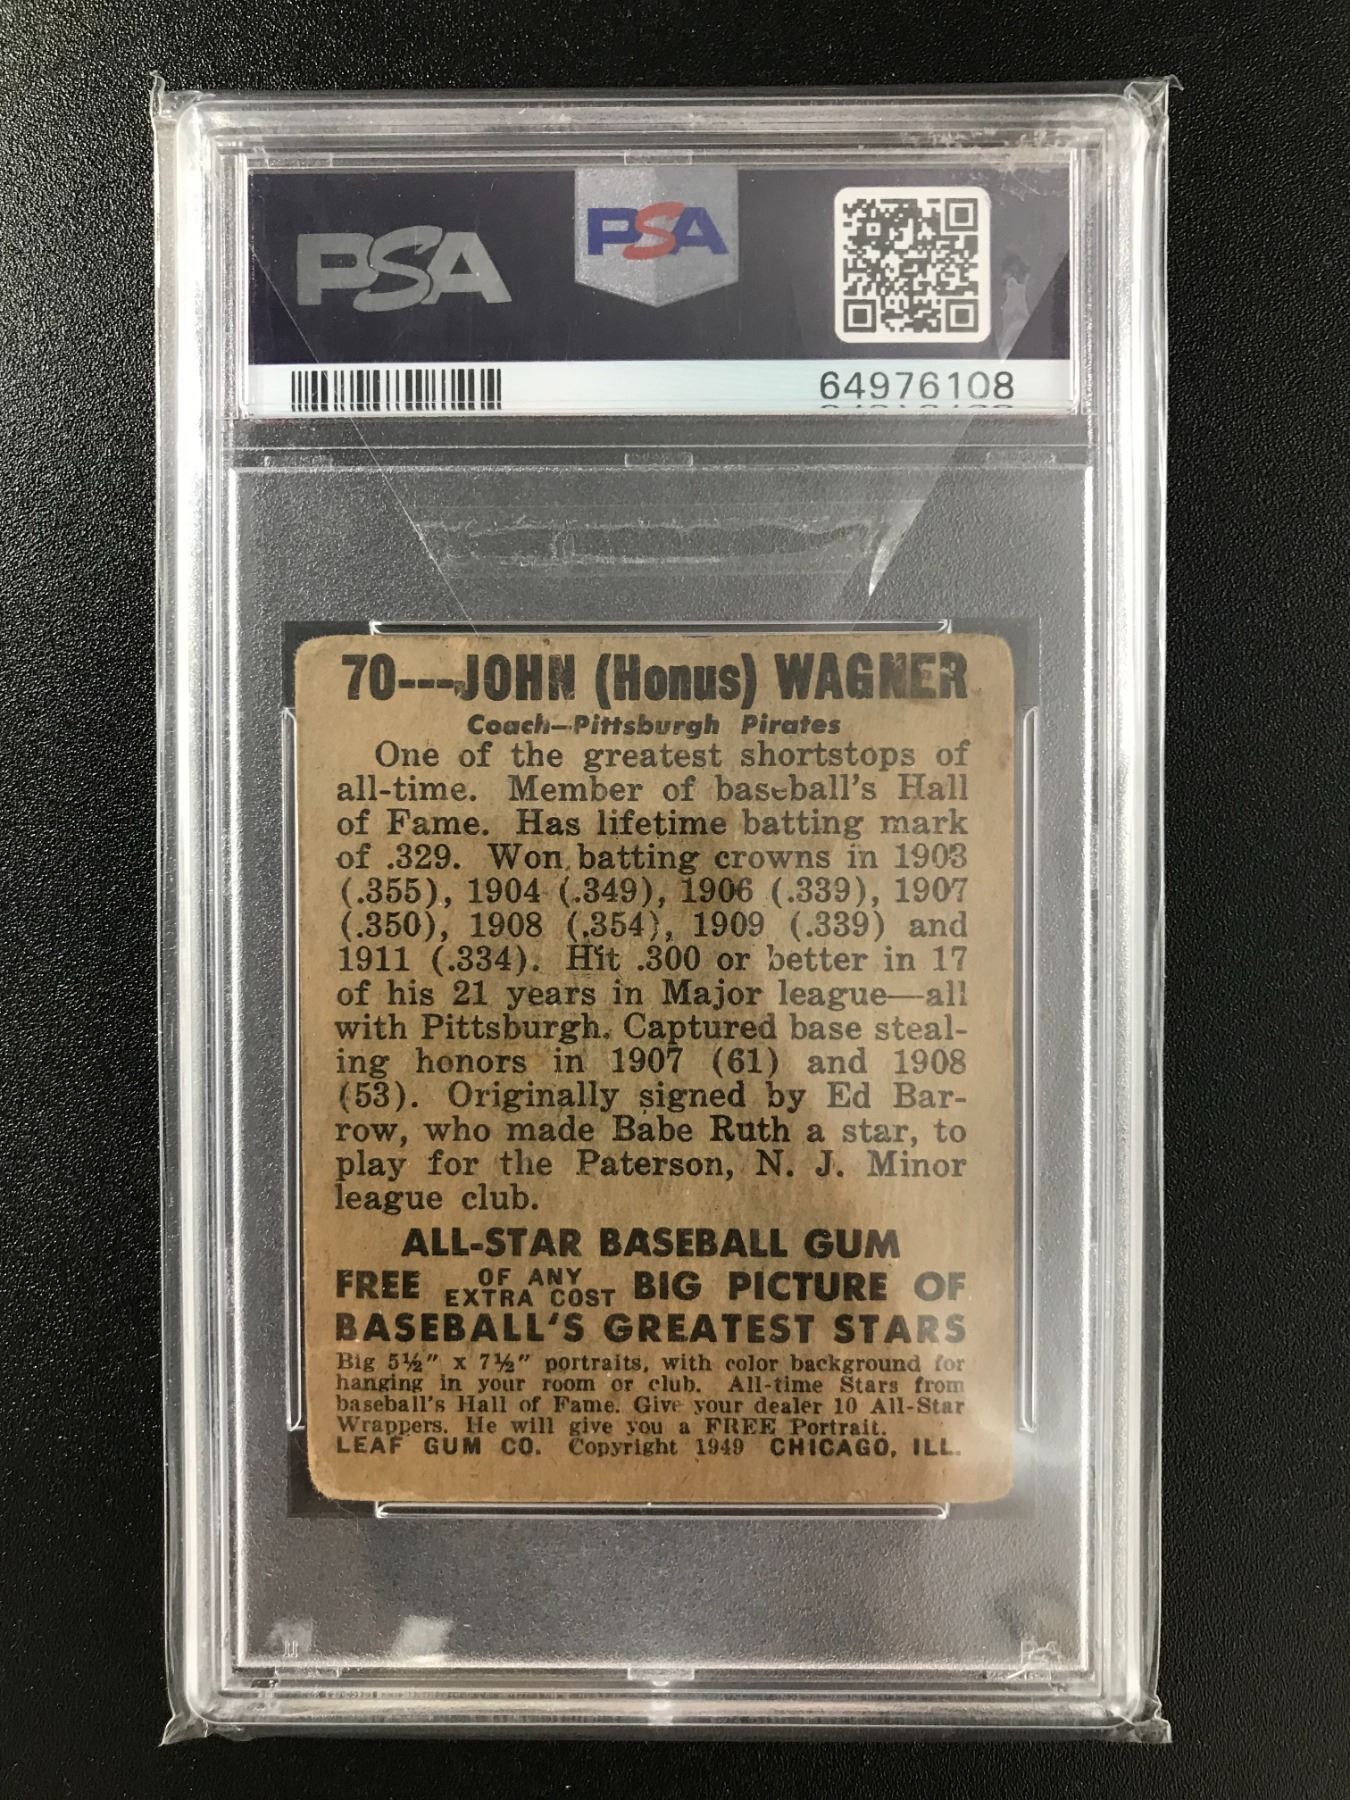 PSA
PSA
64976108
70---JOHN (Honus) WAGNER
Coach-Pittsburgh Pirates
One of the greatest shortstops of
all-time. Member of baseball's Hall
of Fame. Has lifetime batting mark
of .329. Won batting crowns in 1903
(.355), 1904 (.349), 1906 (.339), 1907
(.350), 1908 (.354), 1909 (.339) and
1911 (.334). Hit .300 or better in 17
of his 21 years in Major league—all
with Pittsburgh. Captured base steal-
ing honors in 1907 (61) and 1908
(53). Originally signed by Ed Bar-
row, who made Babe Ruth a star, to
play for the Paterson, N. J. Minor
league club.
ALL-STAR BASEBALL GUM
FREE OF ANY EXTRA COST BIG PICTURE OF
BASEBALL'S GREATEST STARS
Big 5½" x 7½" portraits, with color background for
hanging in your room or club. All-time Stars from
baseball's Hall of Fame. Give your dealer 10 All-Star
Wrappers. He will give you a FREE Portrait.
LEAF GUM CO. Copyright 1949 CHICAGO, ILL.